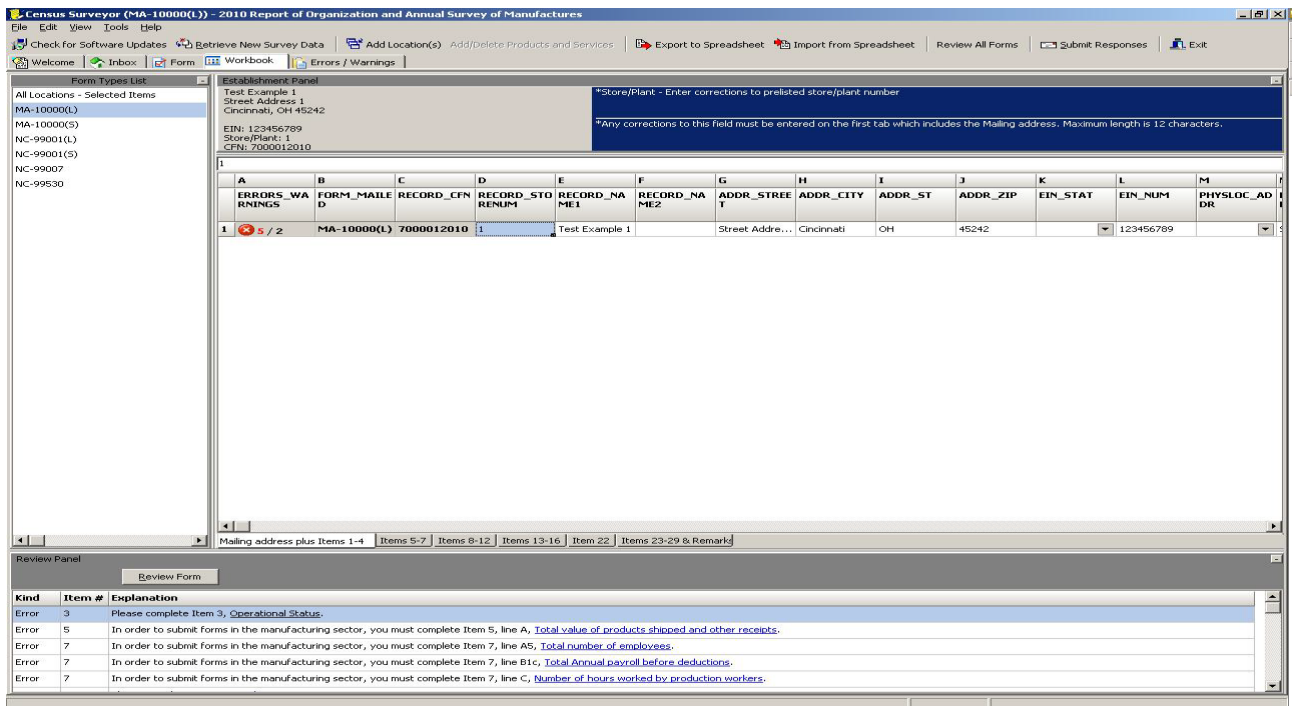 Census Surveyor (MA-10000(L)) - 2010 Report of Organization and Annual Survey of Manufactures
File Edit View Tools Help
Check for Software Updates Retrieve New Survey Data Add Location(s) Add/Delete Products and Services Export to Spreadsheet Import from Spreadsheet Review All Forms Submit Responses Exit
Welcome Inbox Form Workbook Errors / Warnings
Form Types List
All Locations - Selected Items
MA-10000(L)
MA-10000(S)
NC-99001(L)
NC-99001(S)
NC-99007
NC-99530
Establishment Panel
Test Example 1
Street Address 1
Cincinnati, OH 45242
EIN: 123456789
Store/Plant: 1
CFN: 7000012010
*Store/Plant - Enter corrections to prelisted store/plant number
*Any corrections to this field must be entered on the first tab which includes the Mailing address. Maximum length is 12 characters.
1
A B C D E F G H I J K L M
ERRORS_WARNINGS FORM_MAILED RECORD_CFN RECORD_STORENUM RECORD_NAME1 RECORD_NAME2 ADDR_STREET ADDR_CITY ADDR_ST ADDR_ZIP EIN_STAT EIN_NUM PHYSLOC_ADDR
1 5 / 2 MA-10000(L) 7000012010 1 Test Example 1 Street Addre... Cincinnati OH 45242 123456789
Mailing address plus Items 1-4 Items 5-7 Items 8-12 Items 13-16 Item 22 Items 23-29 & Remarks
Review Panel
Review Form
Kind Item # Explanation
Error 3 Please complete Item 3, Operational Status.
Error 5 In order to submit forms in the manufacturing sector, you must complete Item 5, line A, Total value of products shipped and other receipts.
Error 7 In order to submit forms in the manufacturing sector, you must complete Item 7, line A5, Total number of employees.
Error 7 In order to submit forms in the manufacturing sector, you must complete Item 7, line B1c, Total Annual payroll before deductions.
Error 7 In order to submit forms in the manufacturing sector, you must complete Item 7, line C, Number of hours worked by production workers.